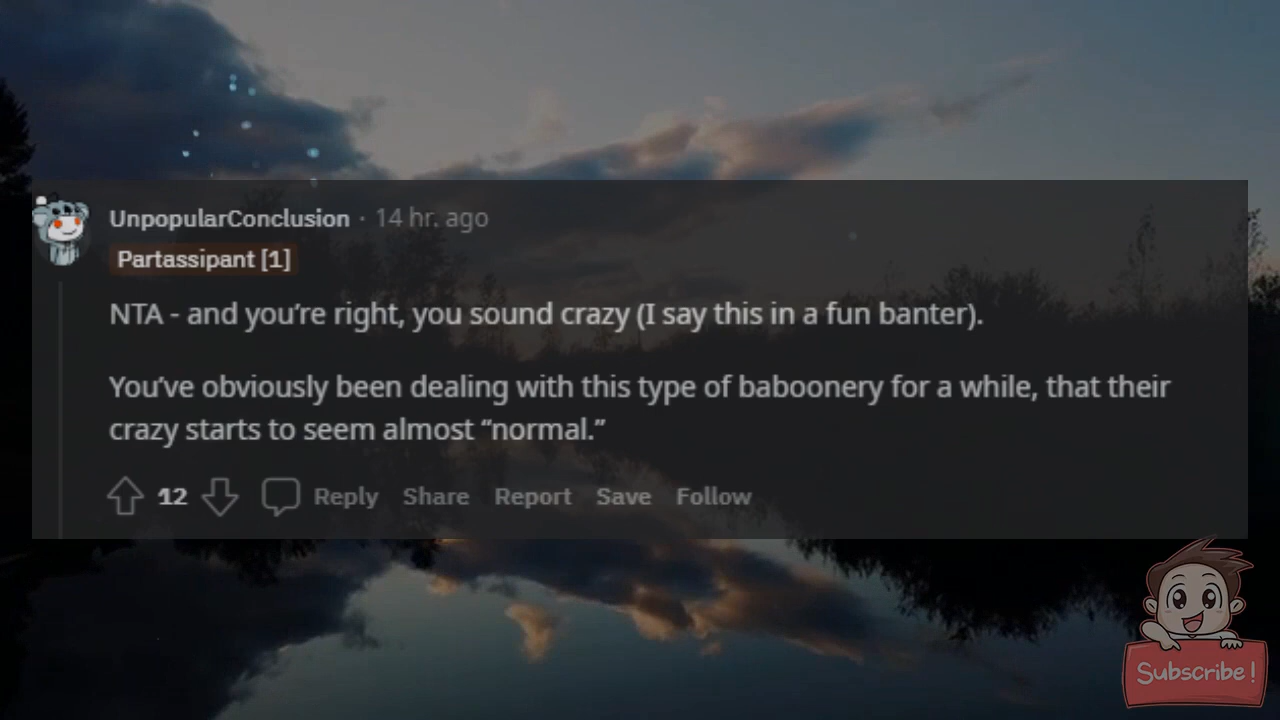 UnpopularConclusion · 14 hr. ago
Partassipant [1]
NTA - and you’re right, you sound crazy (I say this in a fun banter).
You’ve obviously been dealing with this type of baboonery for a while, that their
crazy starts to seem almost “normal.”
12 Reply Share Report Save Follow
Subscribe!